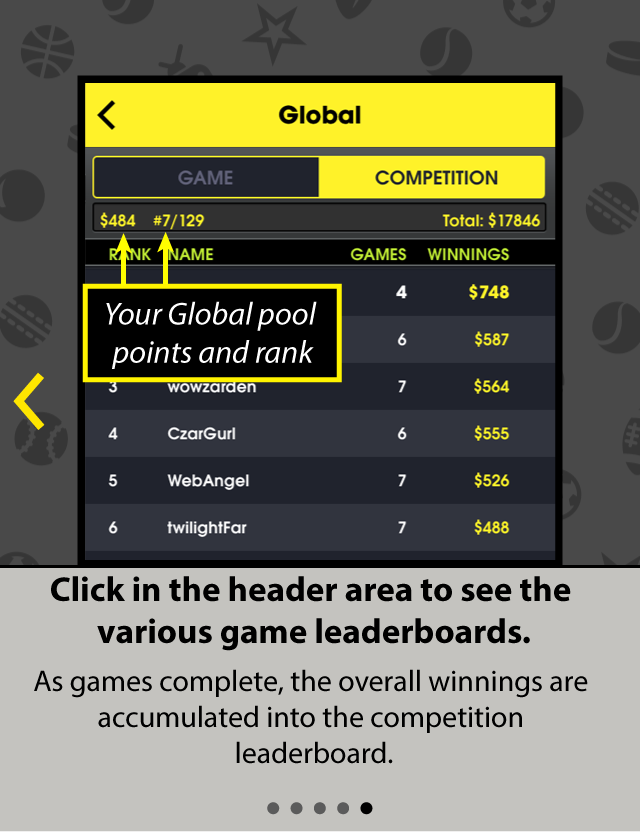 Global
GAME COMPETITION
$484 #7/129 Total: $17846
RANK NAME GAMES WINNINGS
4 $748
Your Global pool
points and rank
6 $587
3 wowzarden 7 $564
4 CzarGurl 6 $555
5 WebAngel 7 $526
6 twilightFar 7 $488
Click in the header area to see the
various game leaderboards.
As games complete, the overall winnings are
accumulated into the competition
leaderboard.